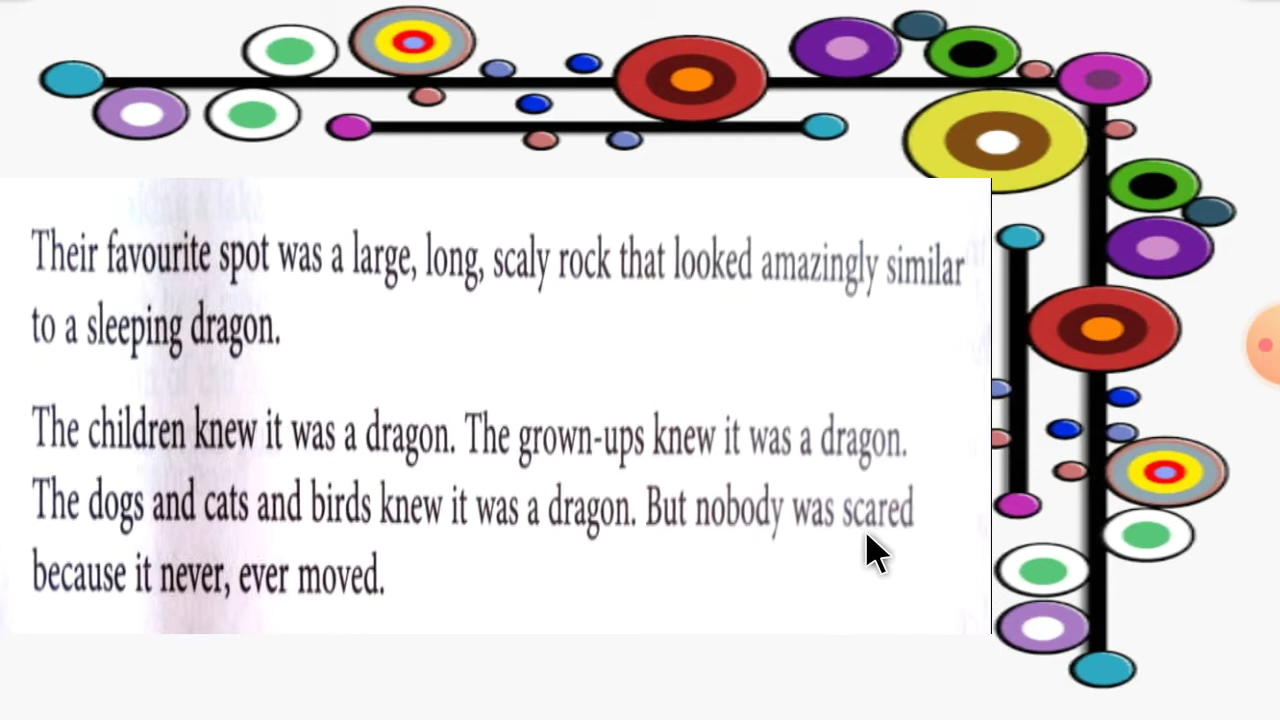 Their favourite spot was a large, long, scaly rock that looked amazingly similar
to a sleeping dragon.
The children knew it was a dragon. The grown-ups knew it was a dragon.
The dogs and cats and birds knew it was a dragon. But nobody was scared
because it never, ever moved.